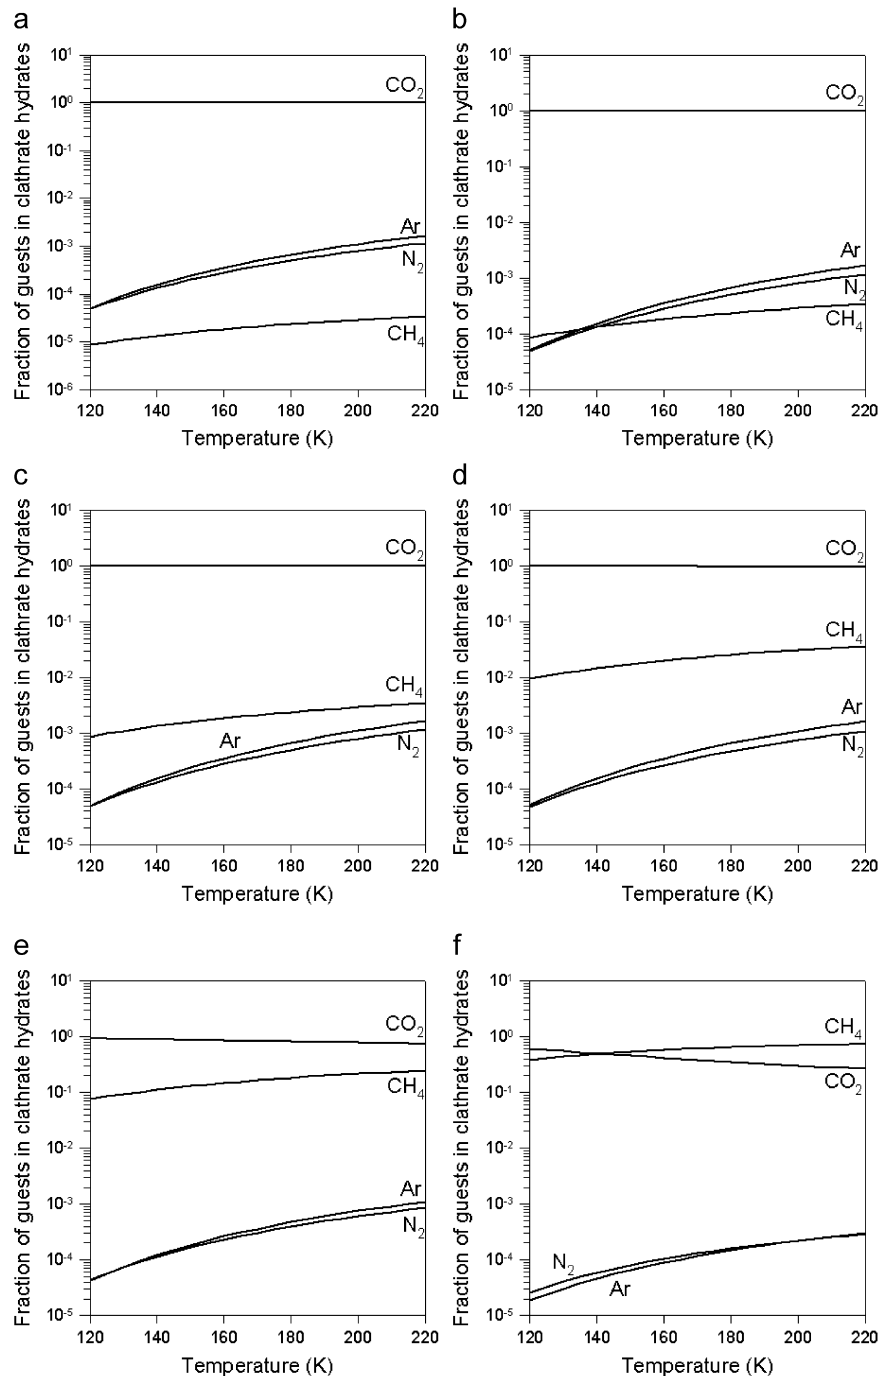 a
Fraction of guests in clathrate hydrates
10¹
10⁰
10⁻¹
10⁻²
10⁻³
10⁻⁴
10⁻⁵
10⁻⁶
CO₂
Ar
N₂
CH₄
120 140 160 180 200 220
Temperature (K)
b
Fraction of guests in clathrate hydrates
10¹
10⁰
10⁻¹
10⁻²
10⁻³
10⁻⁴
10⁻⁵
CO₂
Ar
N₂
CH₄
120 140 160 180 200 220
Temperature (K)
c
Fraction of guests in clathrate hydrates
10¹
10⁰
10⁻¹
10⁻²
10⁻³
10⁻⁴
10⁻⁵
CO₂
CH₄
Ar
N₂
120 140 160 180 200 220
Temperature (K)
d
Fraction of guests in clathrate hydrates
10¹
10⁰
10⁻¹
10⁻²
10⁻³
10⁻⁴
10⁻⁵
CO₂
CH₄
Ar
N₂
120 140 160 180 200 220
Temperature (K)
e
Fraction of guests in clathrate hydrates
10¹
10⁰
10⁻¹
10⁻²
10⁻³
10⁻⁴
10⁻⁵
CO₂
CH₄
Ar
N₂
120 140 160 180 200 220
Temperature (K)
f
Fraction of guests in clathrate hydrates
10¹
10⁰
10⁻¹
10⁻²
10⁻³
10⁻⁴
10⁻⁵
CH₄
CO₂
N₂
Ar
120 140 160 180 200 220
Temperature (K)